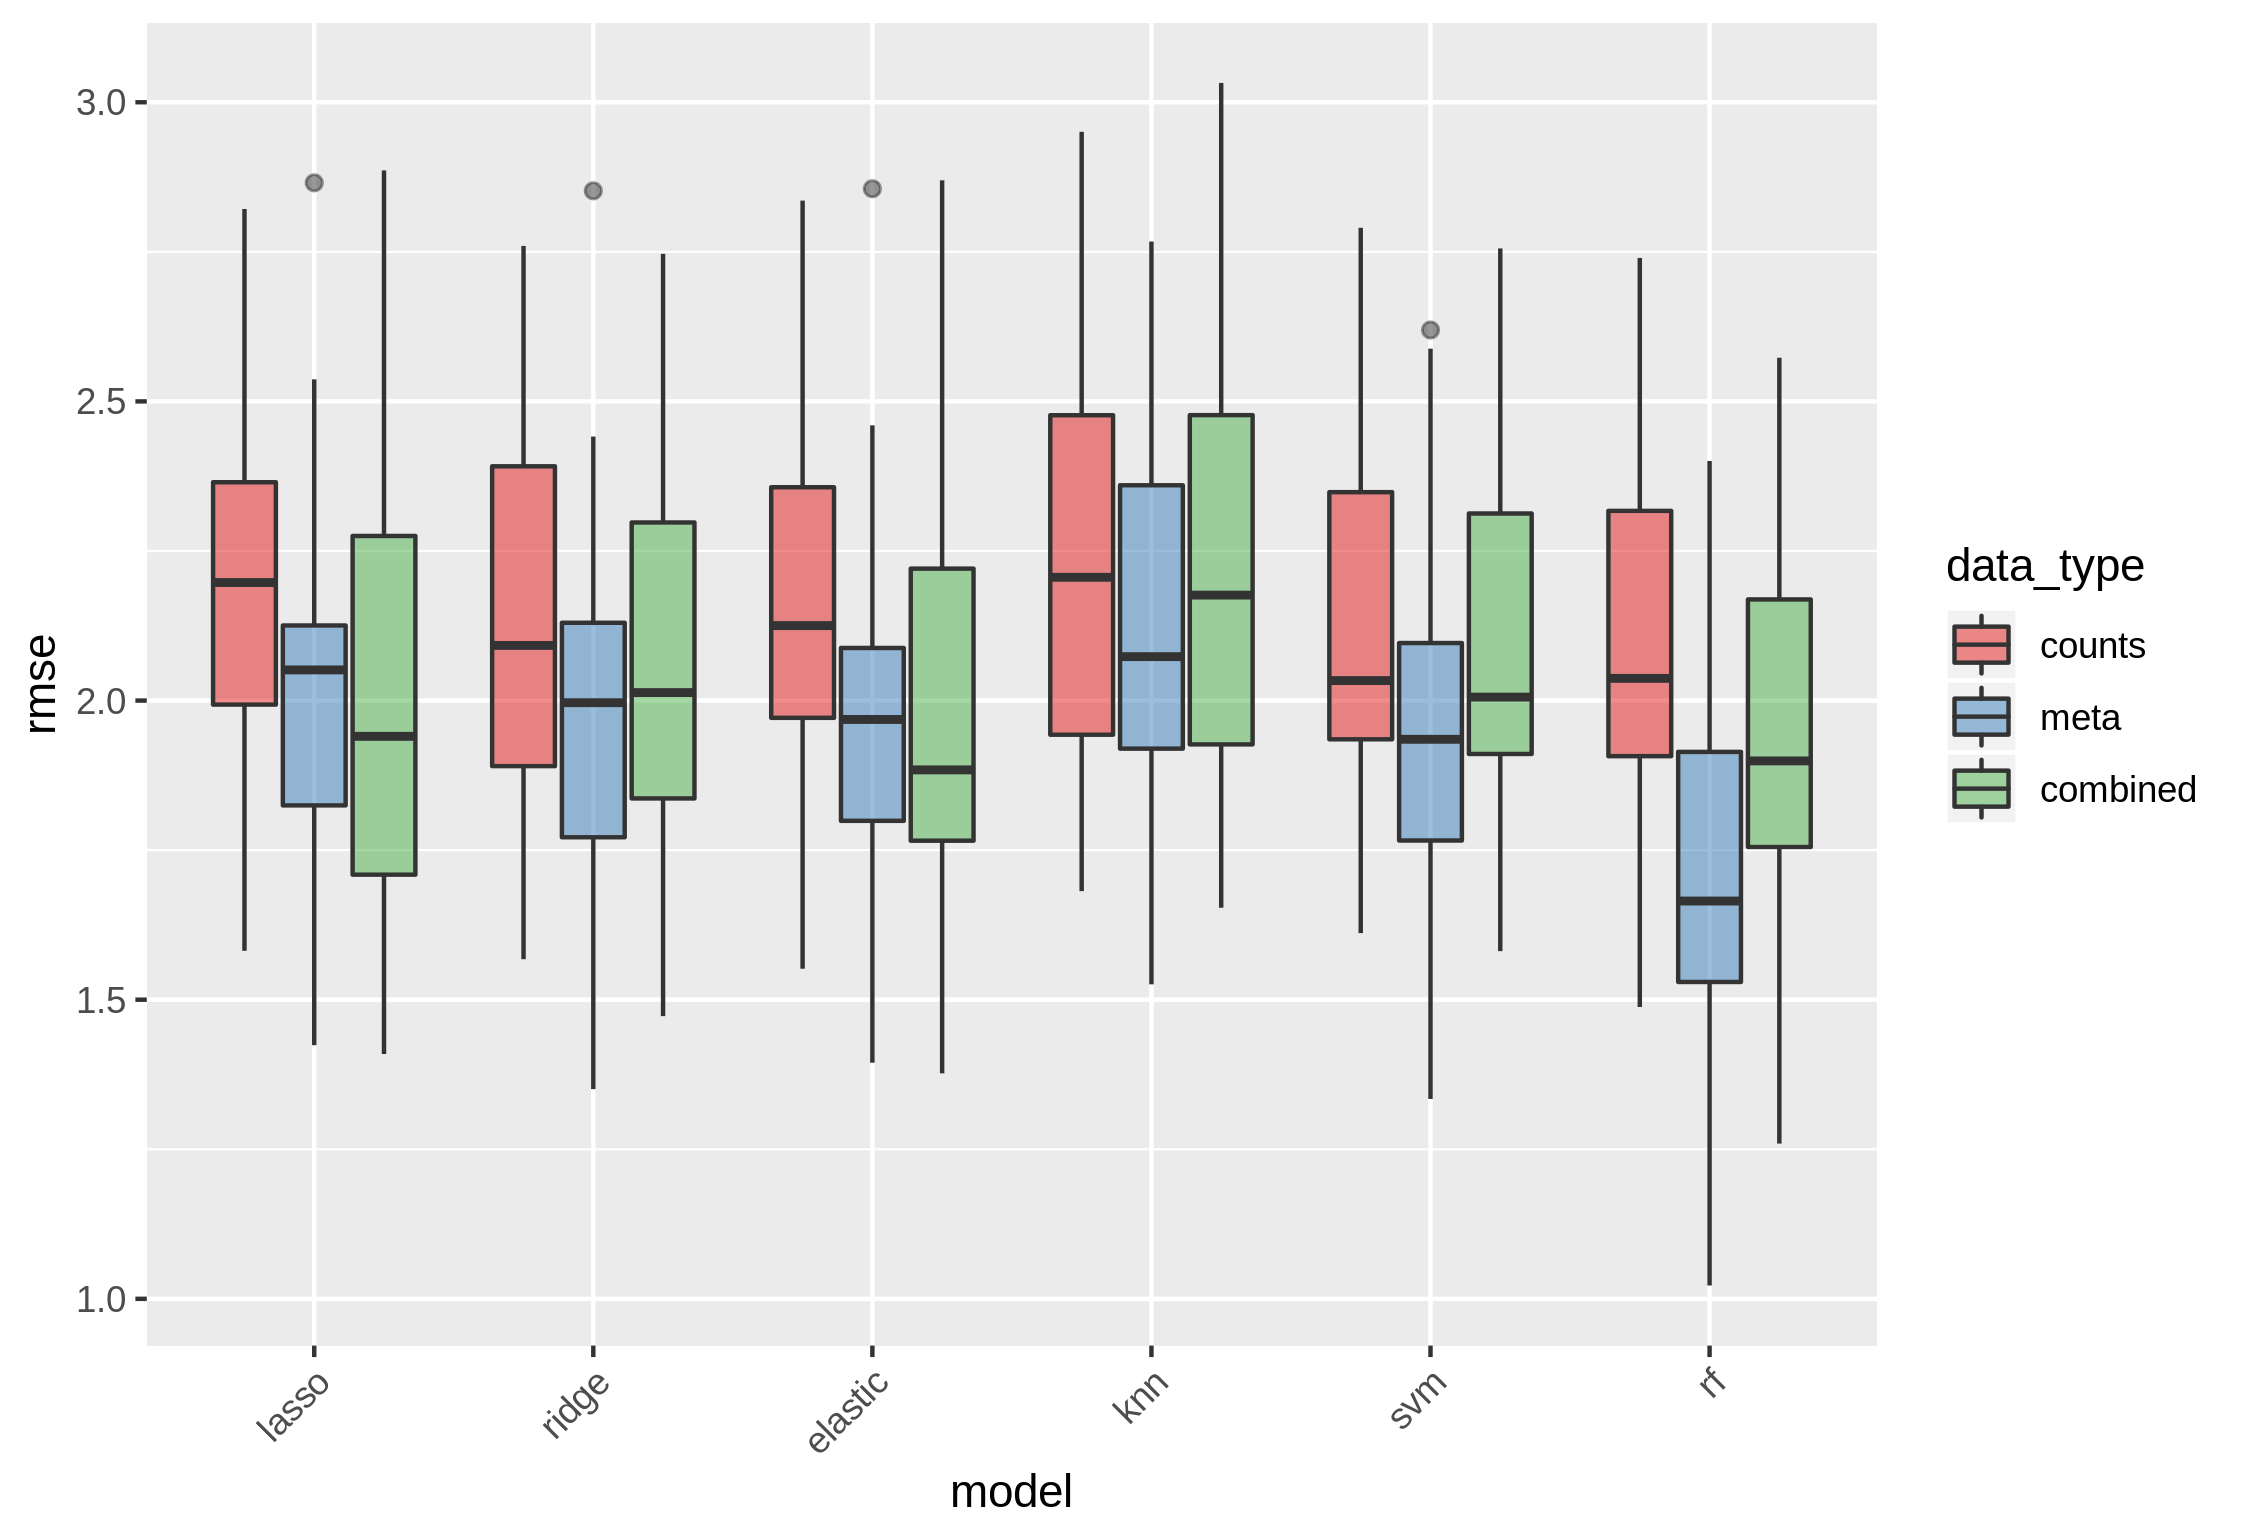 3.0
2.5
2.0
1.5
1.0
rmse
lasso
ridge
elastic
knn
svm
rf
model
data_type
counts
meta
combined